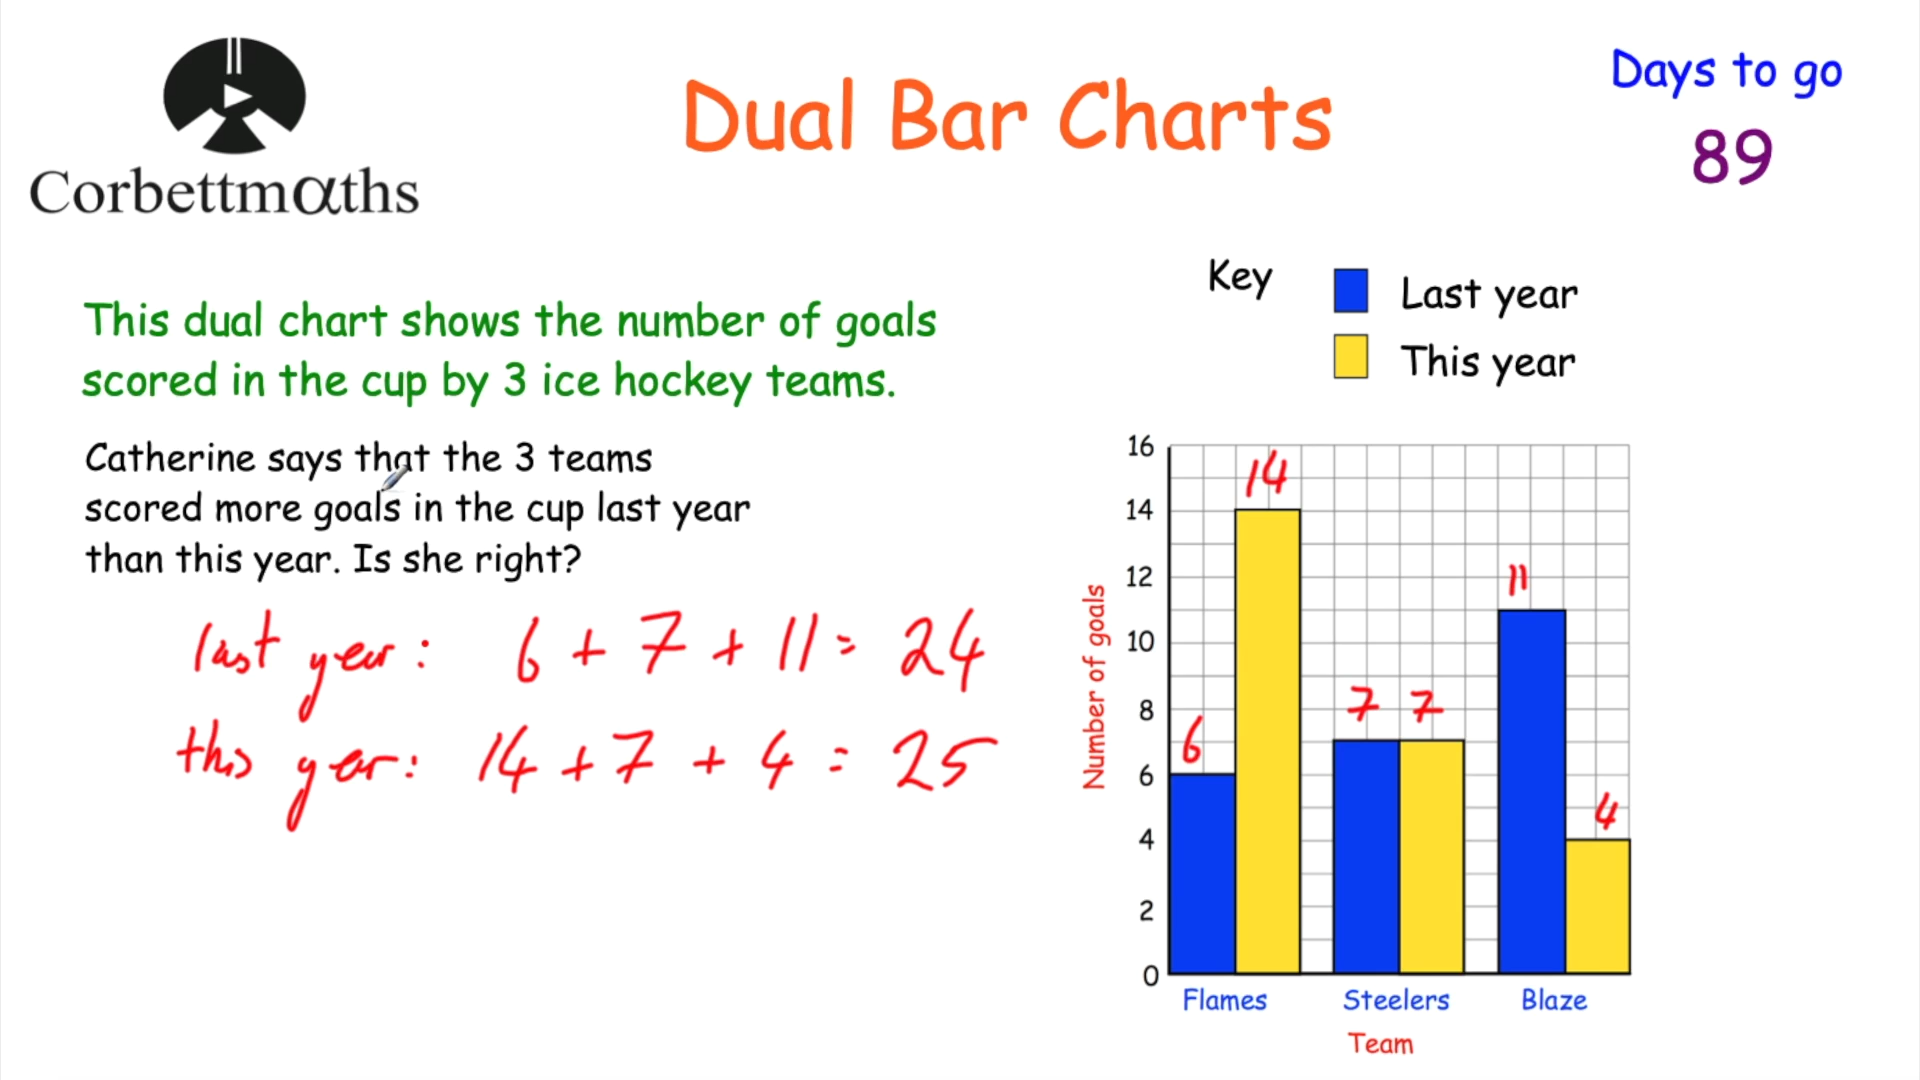 Corbettmαths
Dual Bar Charts
Days to go
89
This dual chart shows the number of goals
scored in the cup by 3 ice hockey teams.
Catherine says that the 3 teams
scored more goals in the cup last year
than this year. Is she right?
last year: 6 + 7 + 11 = 24
this year: 14 + 7 + 4 = 25
Key
Last year
This year
16
14
12
10
8
6
4
2
0
Number of goals
6
14
7 7
11
4
Flames Steelers Blaze
Team